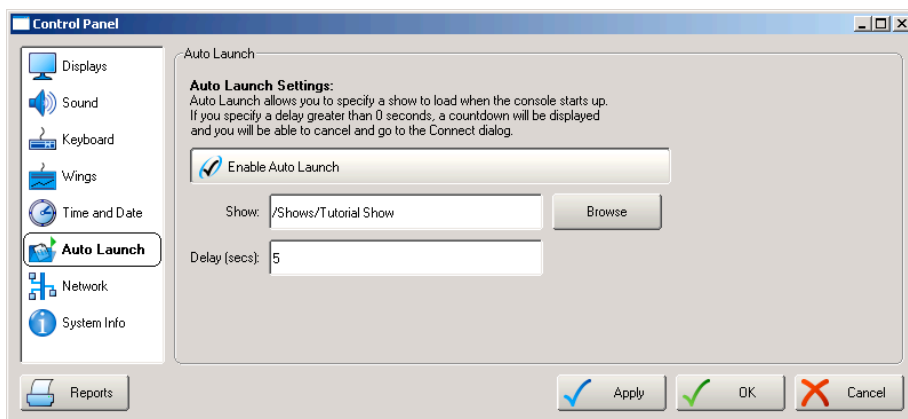 Control Panel
Displays
Sound
Keyboard
Wings
Time and Date
Auto Launch
Network
System Info
Reports
Auto Launch
Auto Launch Settings:
Auto Launch allows you to specify a show to load when the console starts up.
If you specify a delay greater than 0 seconds, a countdown will be displayed
and you will be able to cancel and go to the Connect dialog.
Enable Auto Launch
Show: /Shows/Tutorial Show Browse
Delay (secs): 5
Apply OK Cancel